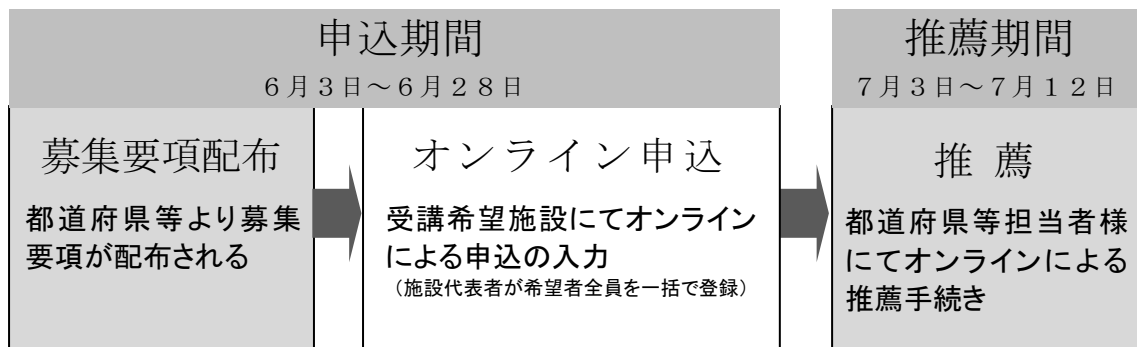 申込期間
６月３日～６月２８日
推薦期間
７月３日～７月１２日
募集要項配布
都道府県等より募集
要項が配布される
オンライン申込
受講希望施設にてオンライン
による申込の入力
（施設代表者が希望者全員を一括で登録）
推薦
都道府県等担当者様
にてオンラインによる
推薦手続き